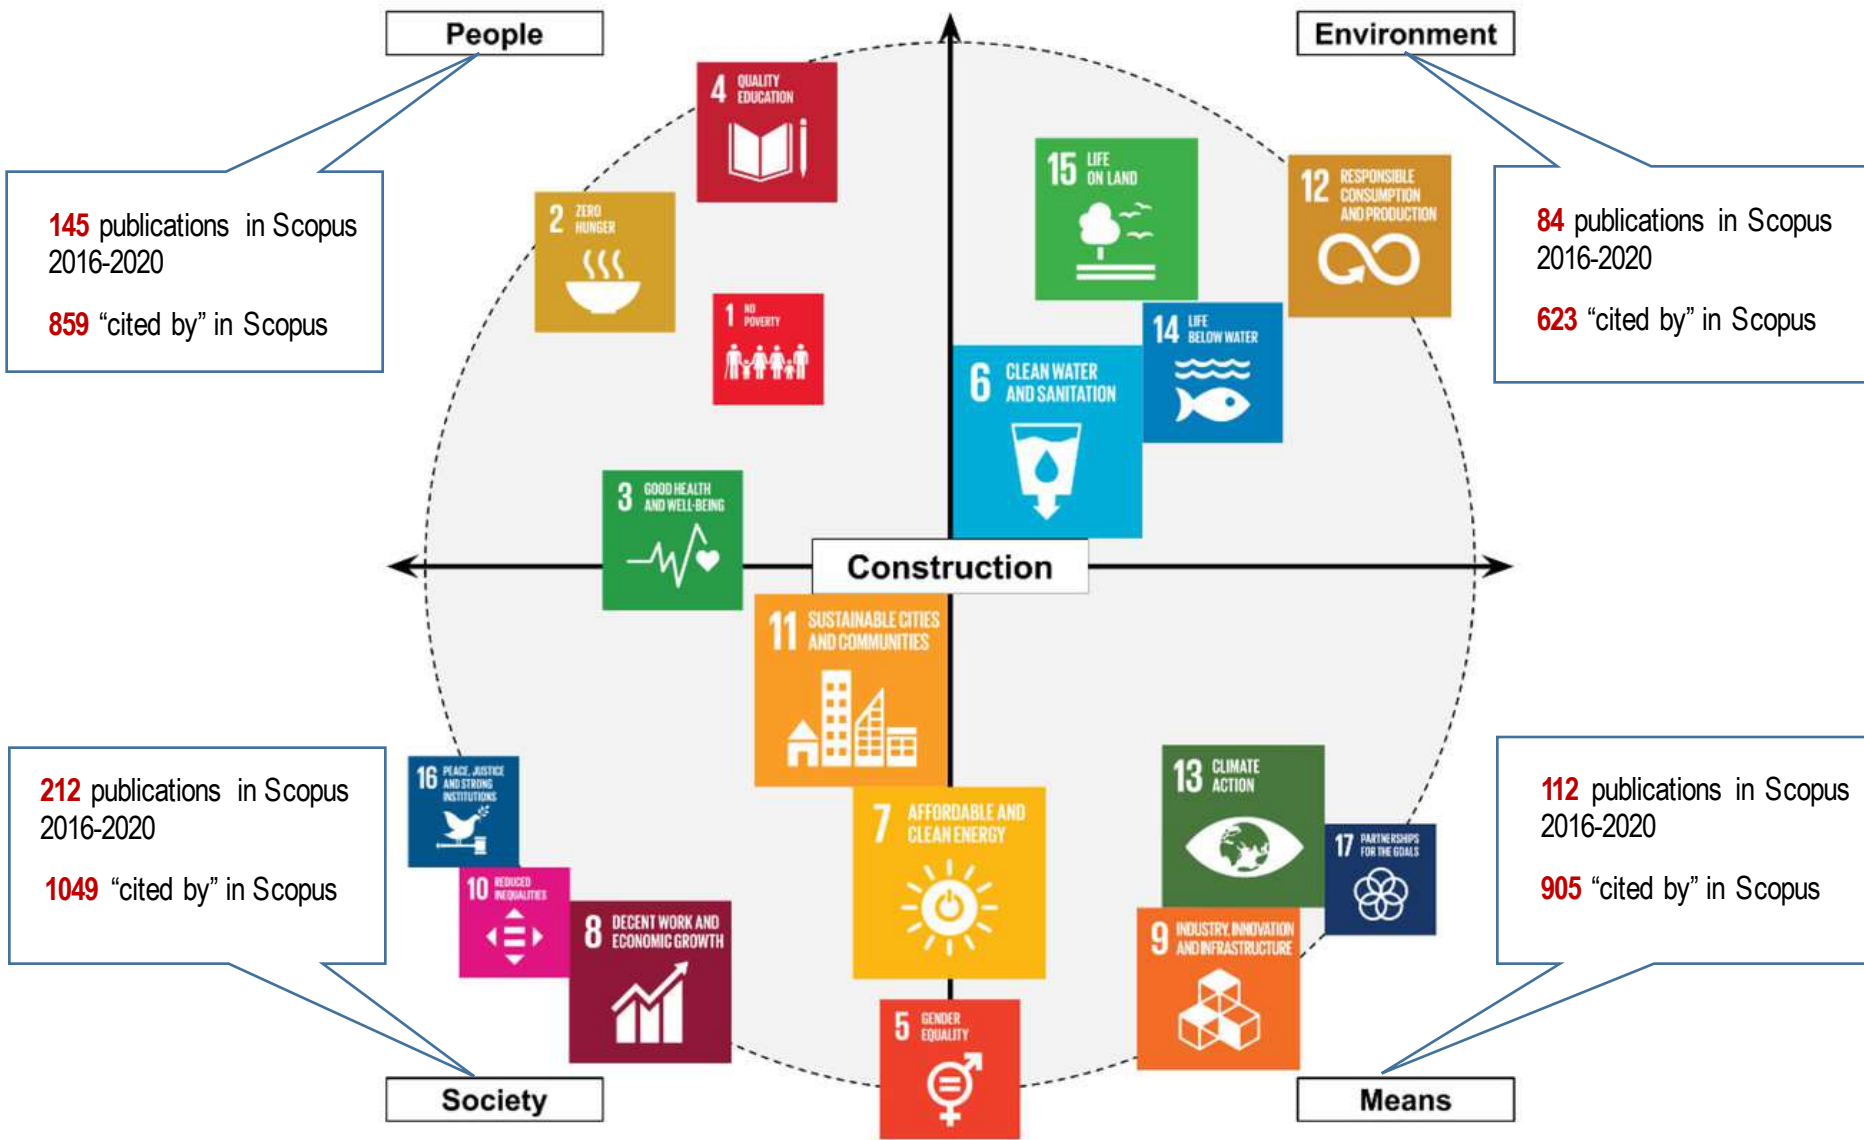 People
Environment
145 publications in Scopus
2016-2020
859 “cited by” in Scopus
84 publications in Scopus
2016-2020
623 “cited by” in Scopus
4 QUALITY
EDUCATION
2 ZERO
HUNGER
1 NO
POVERTY
3 GOOD HEALTH
AND WELL-BEING
15 LIFE
ON LAND
12 RESPONSIBLE
CONSUMPTION
AND PRODUCTION
14 LIFE
BELOW WATER
6 CLEAN WATER
AND SANITATION
Construction
11 SUSTAINABLE CITIES
AND COMMUNITIES
16 PEACE, JUSTICE
AND STRONG
INSTITUTIONS
10 REDUCED
INEQUALITIES
8 DECENT WORK AND
ECONOMIC GROWTH
7 AFFORDABLE AND
CLEAN ENERGY
5 GENDER
EQUALITY
13 CLIMATE
ACTION
17 PARTNERSHIPS
FOR THE GOALS
9 INDUSTRY, INNOVATION
AND INFRASTRUCTURE
212 publications in Scopus
2016-2020
1049 “cited by” in Scopus
112 publications in Scopus
2016-2020
905 “cited by” in Scopus
Society
Means